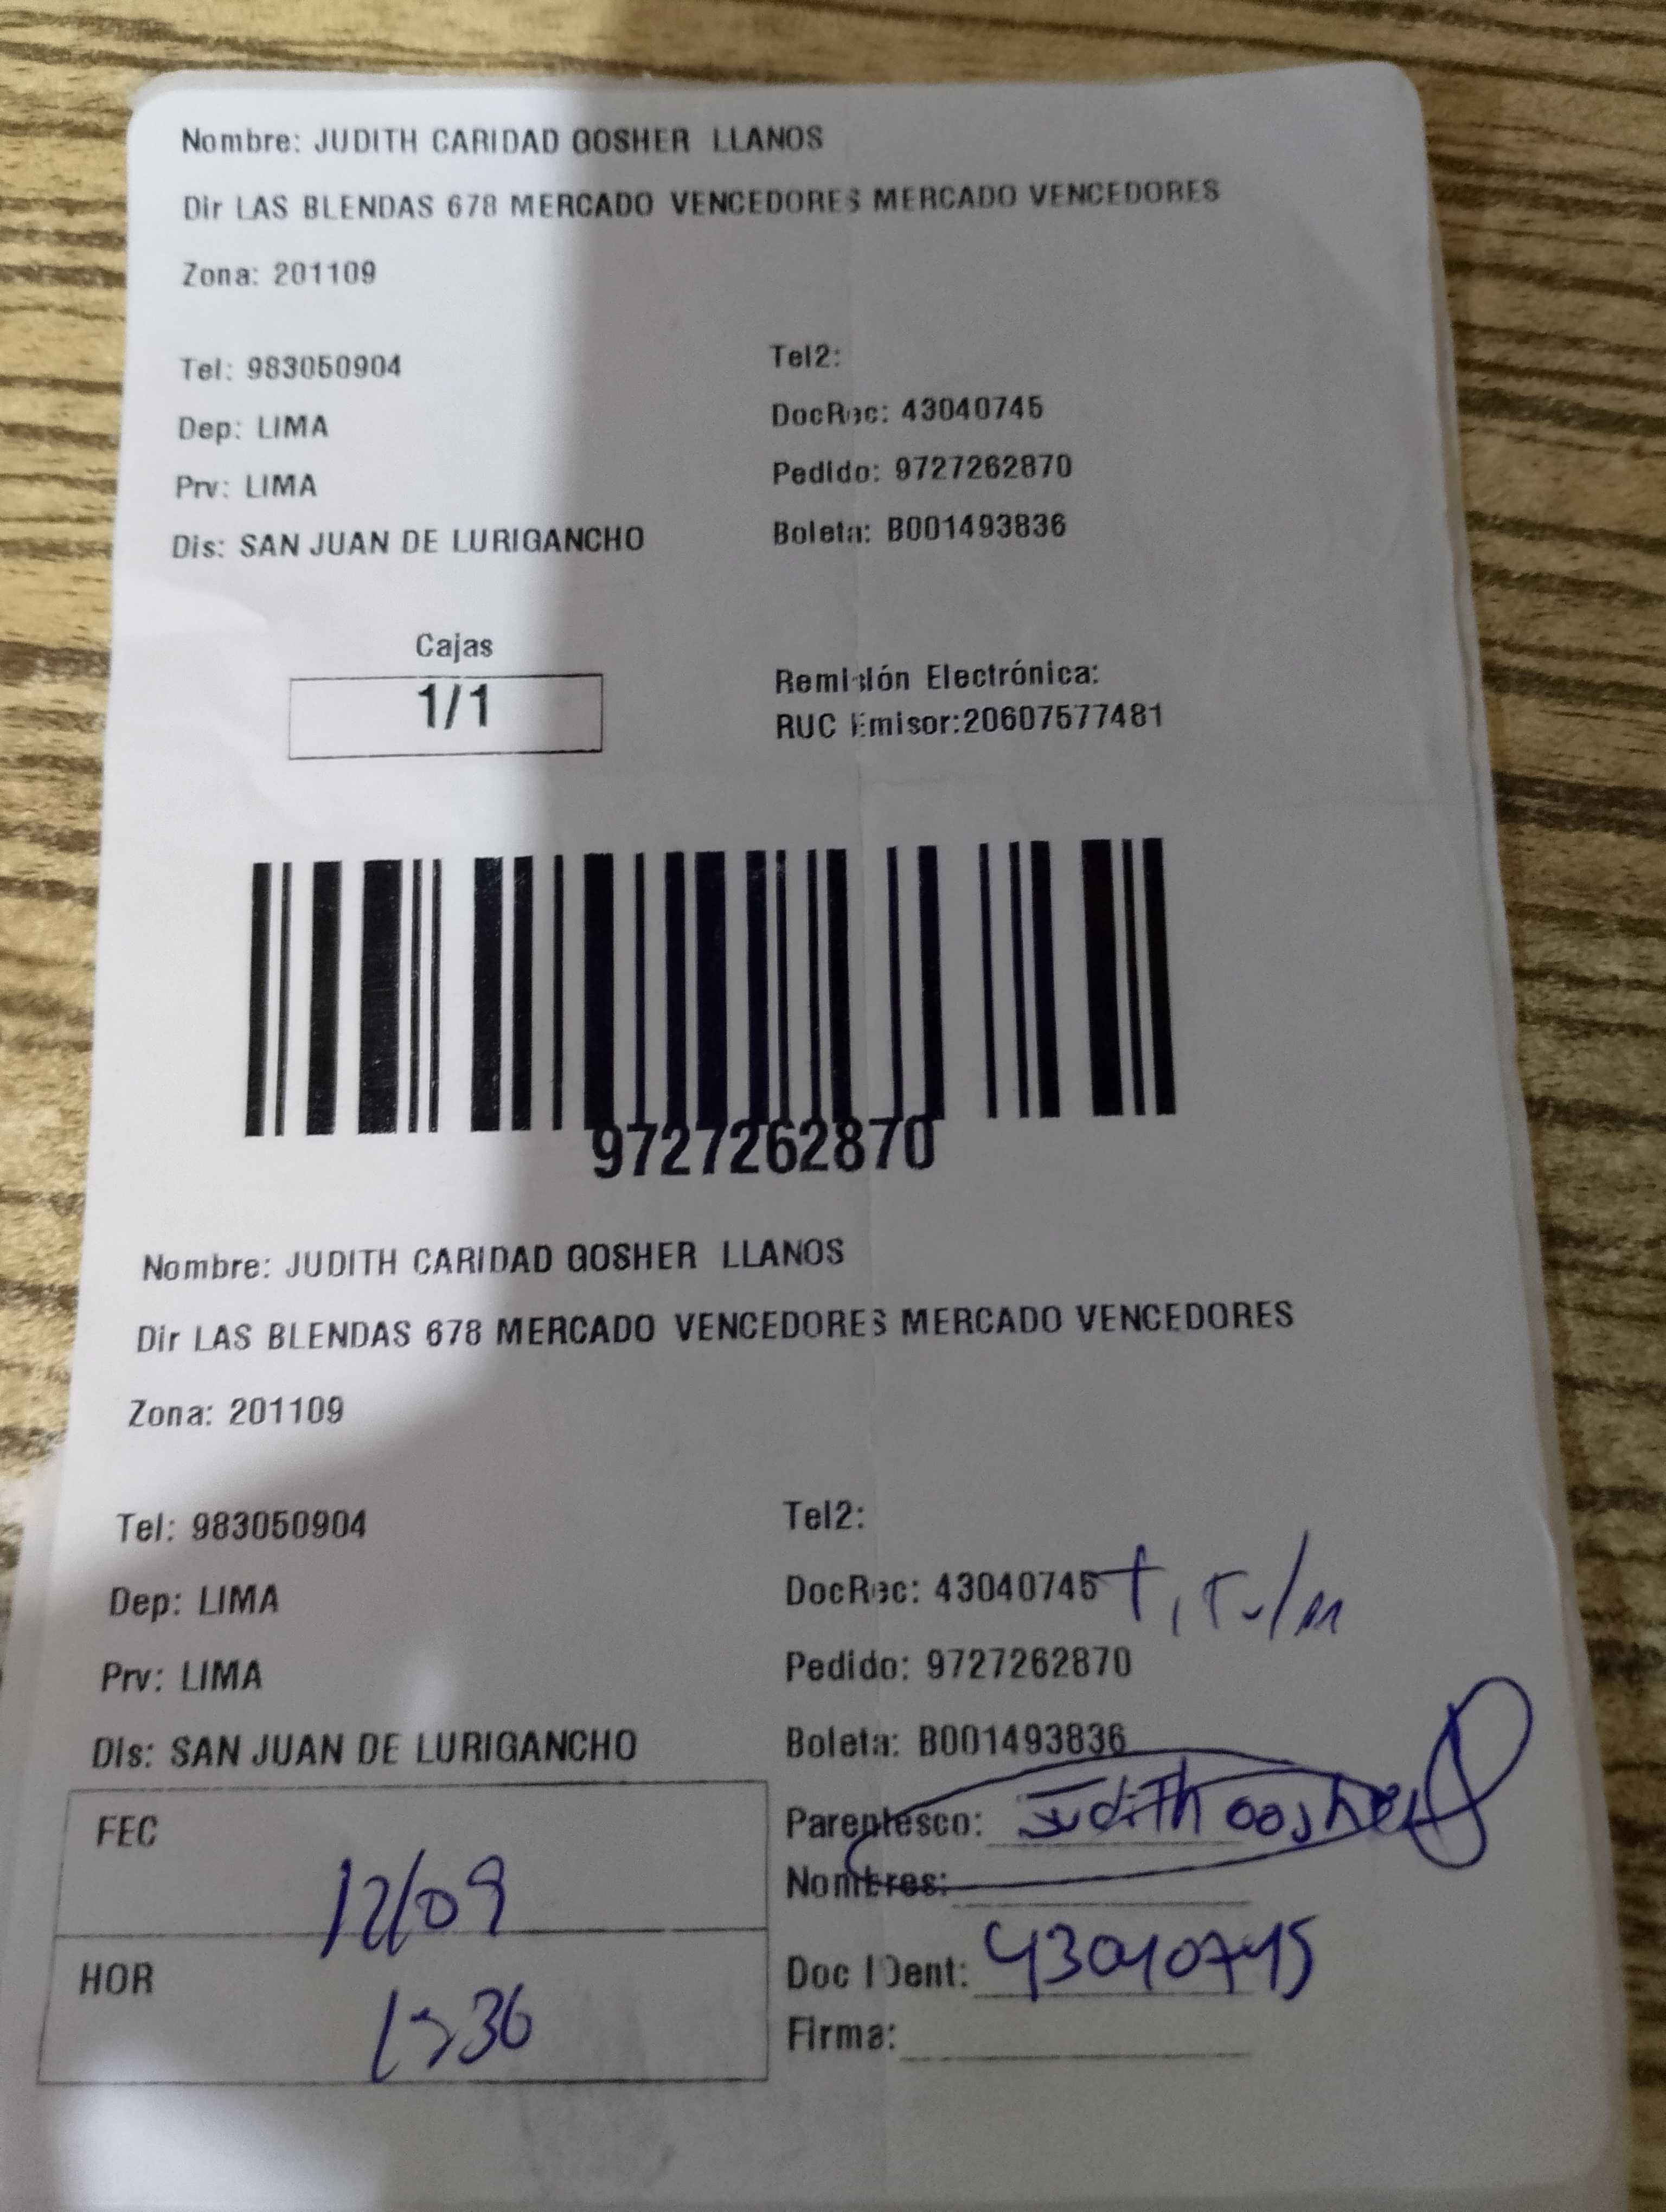 Nombre: JUDITH CARIDAD GOSHER LLANOS
Dir LAS BLENDAS 678 MERCADO VENCEDORES MERCADO VENCEDORES
Zona: 201109
Tel: 983050904
Tel2:
Dep: LIMA
DocRec: 43040745
Prv: LIMA
Pedido: 9727262870
Dis: SAN JUAN DE LURIGANCHO
Boleta: B001493836
Cajas
1/1
Remisión Electrónica:
RUC Emisor:20607577481
9727262870
Nombre: JUDITH CARIDAD GOSHER LLANOS
Dir LAS BLENDAS 678 MERCADO VENCEDORES MERCADO VENCEDORES
Zona: 201109
Tel: 983050904
Tel2:
Dep: LIMA
DocRec: 43040745
Prv: LIMA
Pedido: 9727262870
Dis: SAN JUAN DE LURIGANCHO
Boleta: B001493836
FEC 12/09
Parentesco: Judith Gosher
Nombres:
HOR
Doc IDent: 43040745
Firma: